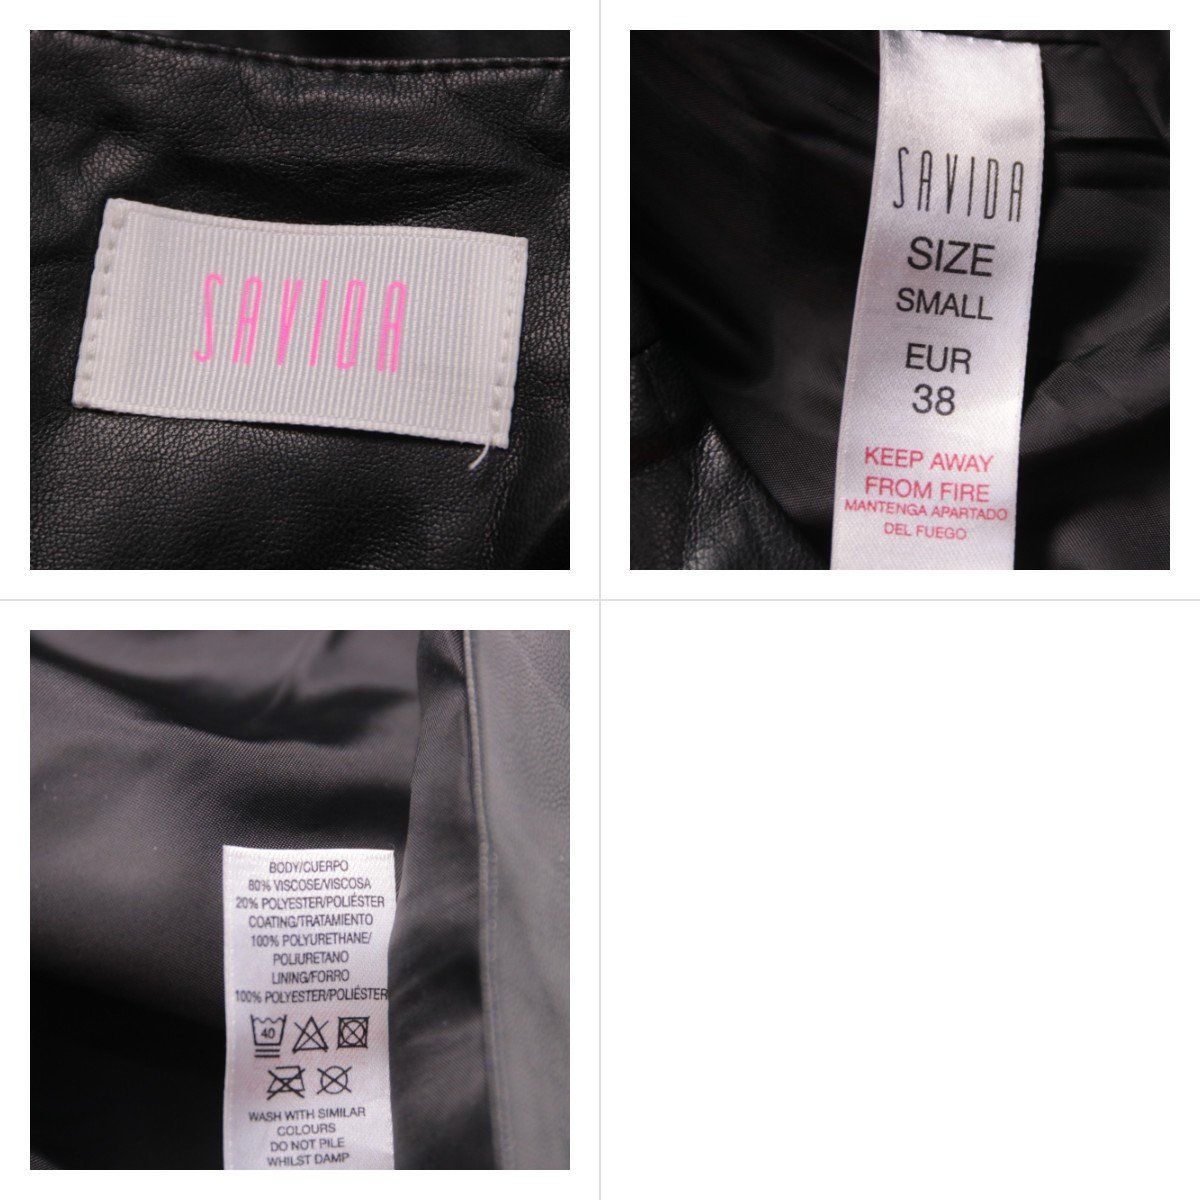 SAVIDA
SAVIDA
SIZE
SMALL
EUR
38
KEEP AWAY
FROM FIRE
MANTENGA APARTADO
DEL FUEGO
BODY/CUERPO
80% VISCOSE/VISCOSA
20% POLYESTER/POLIÉSTER
COATING/TRATAMIENTO
100% POLYURETHANE/
POLIURETANO
LINING/FORRO
100% POLYESTER/POLIÉSTER
40
WASH WITH SIMILAR
COLOURS
DO NOT PILE
WHILST DAMP